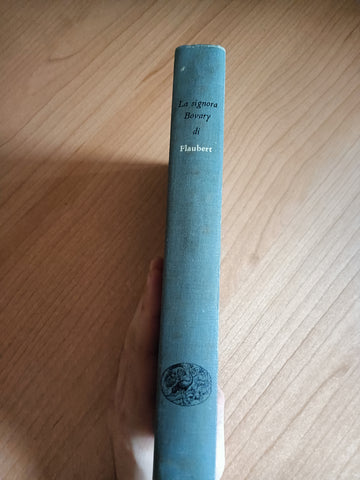 La signora
Bovary
di
Flaubert